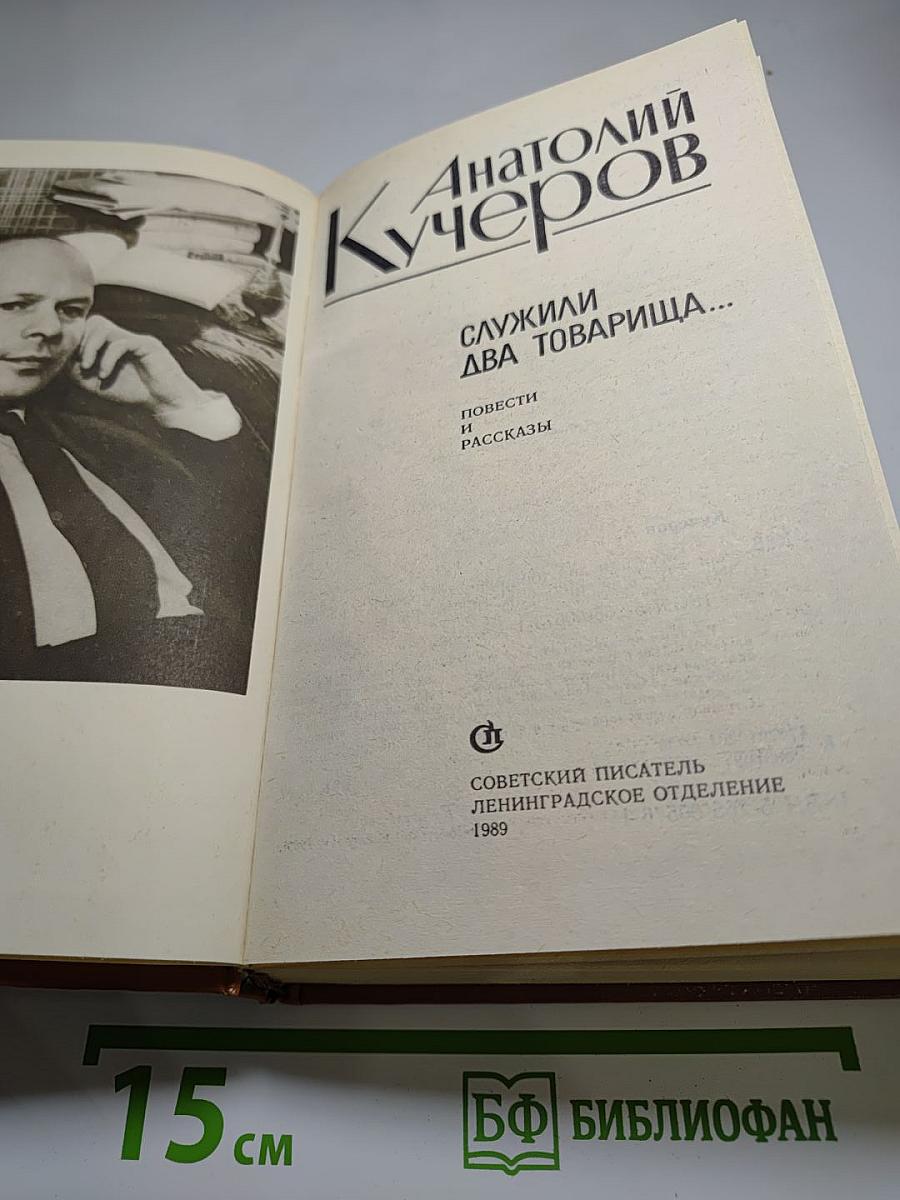 Анатолий
Кучеров
СЛУЖИЛИ
ДВА ТОВАРИЩА...
ПОВЕСТИ
И
РАССКАЗЫ
СОВЕТСКИЙ ПИСАТЕЛЬ
ЛЕНИНГРАДСКОЕ ОТДЕЛЕНИЕ
1989
15 см
БФ БИБЛИОФАН